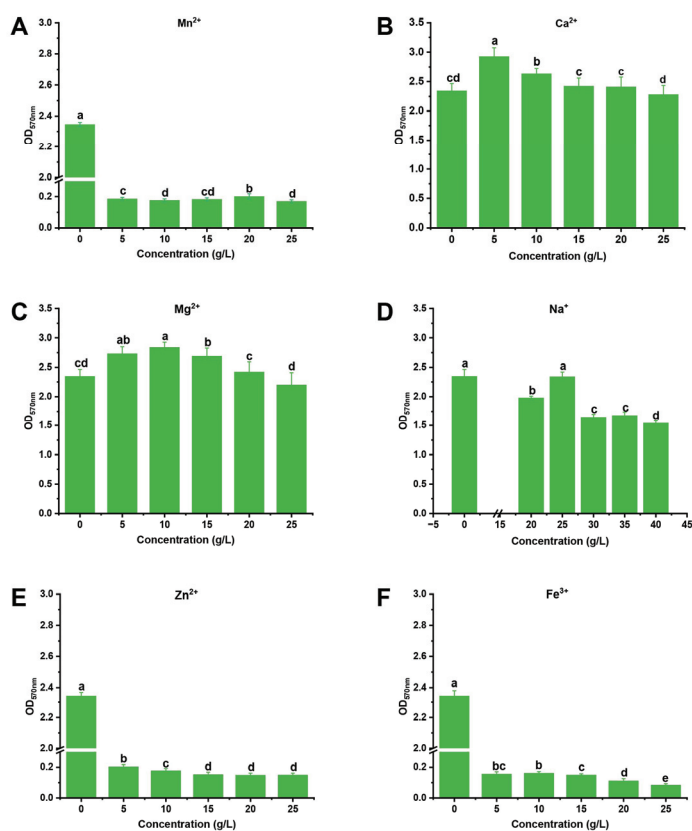 A
Mn²⁺
3.0
2.8
2.6
2.4
2.2
2.0
0.2
0.0
OD₅₇₀ₙₘ
a
c
d
cd
b
d
0 5 10 15 20 25
Concentration (g/L)
B
Ca²⁺
3.5
3.0
2.5
2.0
1.5
1.0
0.5
0.0
OD₅₇₀ₙₘ
cd
a
b
c
c
d
0 5 10 15 20 25
Concentration (g/L)
C
Mg²⁺
3.5
3.0
2.5
2.0
1.5
1.0
0.5
0.0
OD₅₇₀ₙₘ
cd
ab
a
b
c
d
0 5 10 15 20 25
Concentration (g/L)
D
Na⁺
3.5
3.0
2.5
2.0
1.5
1.0
0.5
0.0
OD₅₇₀ₙₘ
a
b
a
c
c
d
−5 0 15 20 25 30 35 40 45
Concentration (g/L)
E
Zn²⁺
3.0
2.8
2.6
2.4
2.2
2.0
0.2
0.0
OD₅₇₀ₙₘ
a
b
c
d
d
d
0 5 10 15 20 25
Concentration (g/L)
F
Fe³⁺
3.0
2.8
2.6
2.4
2.2
2.0
0.2
0.0
OD₅₇₀ₙₘ
a
bc
b
c
d
e
0 5 10 15 20 25
Concentration (g/L)